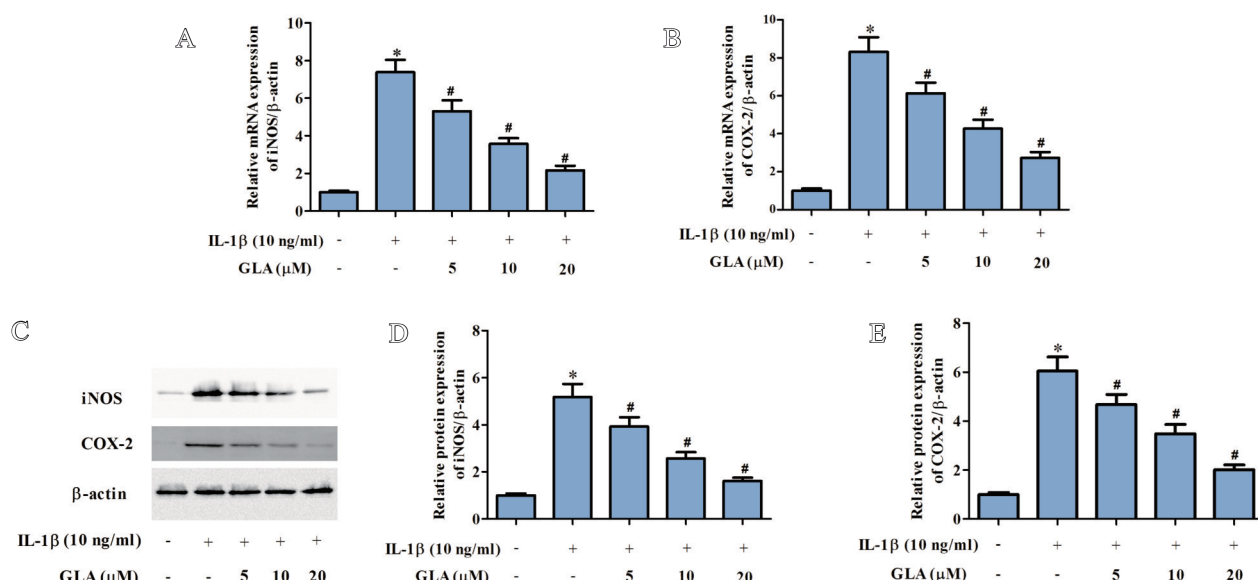 A
Relative mRNA expression
of iNOS/β-actin
10
8
6
4
2
0
* # # #
IL-1β (10 ng/ml) - + + + +
GLA (μM) - - 5 10 20
B
Relative mRNA expression
of COX-2/β-actin
10
8
6
4
2
0
* # # #
IL-1β (10 ng/ml) - + + + +
GLA (μM) - - 5 10 20
C
iNOS
COX-2
β-actin
IL-1β (10 ng/ml) - + + + +
GLA (μM) - - 5 10 20
D
Relative protein expression
of iNOS/β-actin
8
6
4
2
0
* # # #
IL-1β (10 ng/ml) - + + + +
GLA (μM) - - 5 10 20
E
Relative protein expression
of COX-2/β-actin
8
6
4
2
0
* # # #
IL-1β (10 ng/ml) - + + + +
GLA (μM) - - 5 10 20